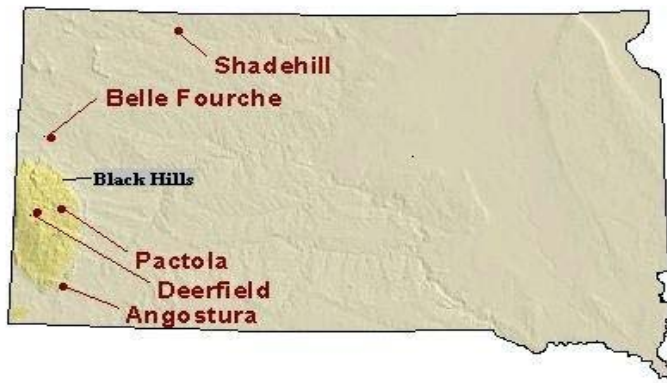 Shadehill
Belle Fourche
Black Hills
Pactola
Deerfield
Angostura